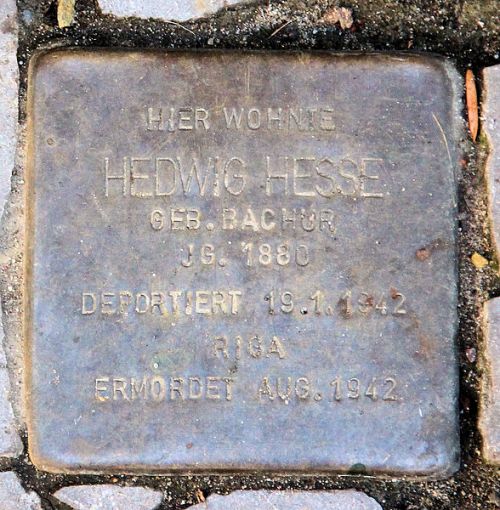 HIER WOHNTE
HEDWIG HESSE
GEB. BACHUR
JG. 1880
DEPORTIERT 19.1.1942
RIGA
ERMORDET AUG. 1942